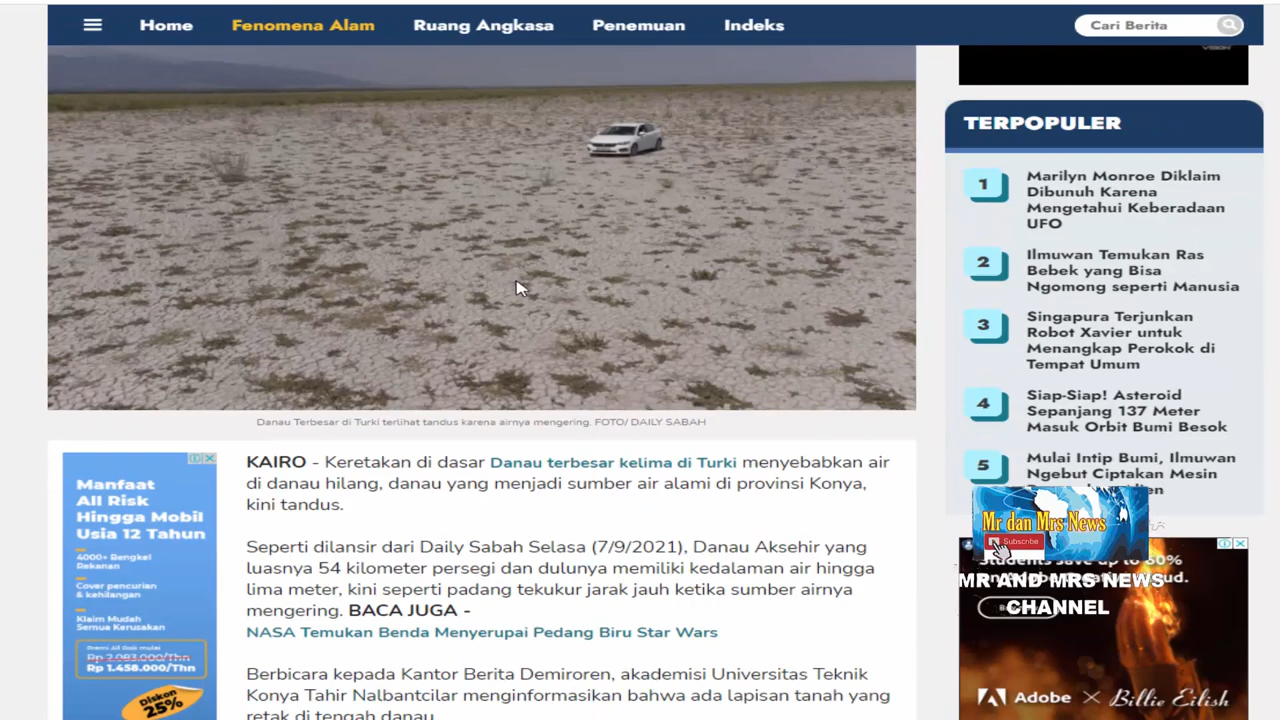 Home
Fenomena Alam
Ruang Angkasa
Penemuan
Indeks
Cari Berita
VISION
TERPOPULER
1
Marilyn Monroe Diklaim
Dibunuh Karena
Mengetahui Keberadaan
UFO
2
Ilmuwan Temukan Ras
Bebek yang Bisa
Ngomong seperti Manusia
3
Singapura Terjunkan
Robot Xavier untuk
Menangkap Perokok di
Tempat Umum
4
Siap-Siap! Asteroid
Sepanjang 137 Meter
Masuk Orbit Bumi Besok
5
Mulai Intip Bumi, Ilmuwan
Ngebut Ciptakan Mesin
Danau Terbesar di Turki terlihat tandus karena airnya mengering. FOTO/ DAILY SABAH
Manfaat
All Risk
Hingga Mobil
Usia 12 Tahun
4000+ Bengkel
Rekanan
Cover pencurian
& kehilangan
Klaim Mudah
Semua Kerusakan
Premi All Risk mulai
Rp 2.083.000/Thn
Rp 1.458.000/Thn
Diskon
25%
KAIRO - Keretakan di dasar Danau terbesar kelima di Turki menyebabkan air
di danau hilang, danau yang menjadi sumber air alami di provinsi Konya,
kini tandus.
Seperti dilansir dari Daily Sabah Selasa (7/9/2021), Danau Aksehir yang
luasnya 54 kilometer persegi dan dulunya memiliki kedalaman air hingga
lima meter, kini seperti padang tekukur jarak jauh ketika sumber airnya
mengering. BACA JUGA -
NASA Temukan Benda Menyerupai Pedang Biru Star Wars
Berbicara kepada Kantor Berita Demiroren, akademisi Universitas Teknik
Konya Tahir Nalbantcilar menginformasikan bahwa ada lapisan tanah yang
retak di tengah danau
Mr dan Mrs News
Subscribe
MR AND MRS NEWS
CHANNEL
Students save up to
Adobe × Billie Eilish